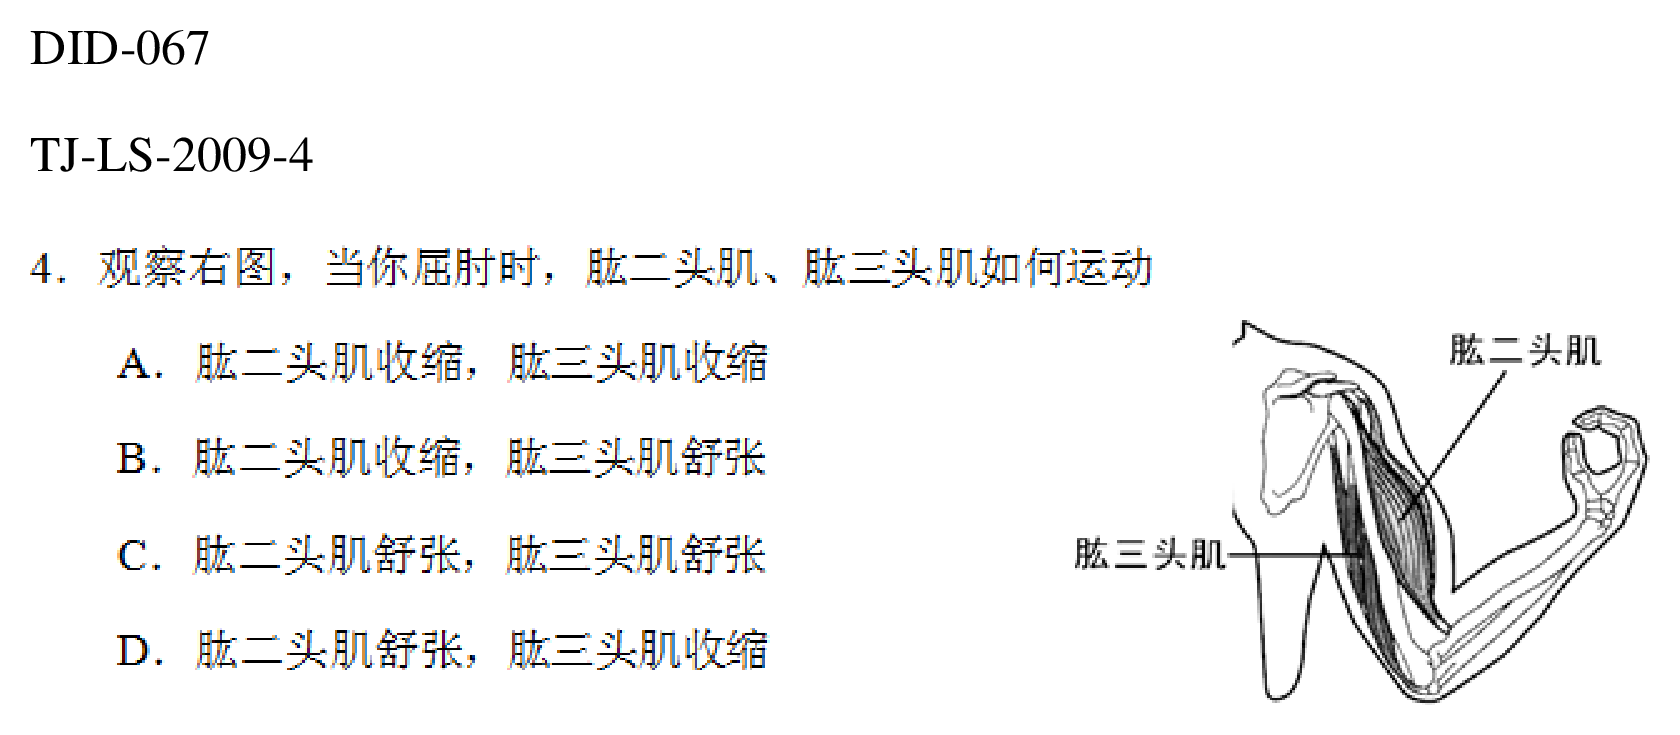 DID-067
TJ-LS-2009-4
4．观察右图，当你屈肘时，肱二头肌、肱三头肌如何运动
A．肱二头肌收缩，肱三头肌收缩
B．肱二头肌收缩，肱三头肌舒张
C．肱二头肌舒张，肱三头肌舒张
D．肱二头肌舒张，肱三头肌收缩
肱二头肌
肱三头肌